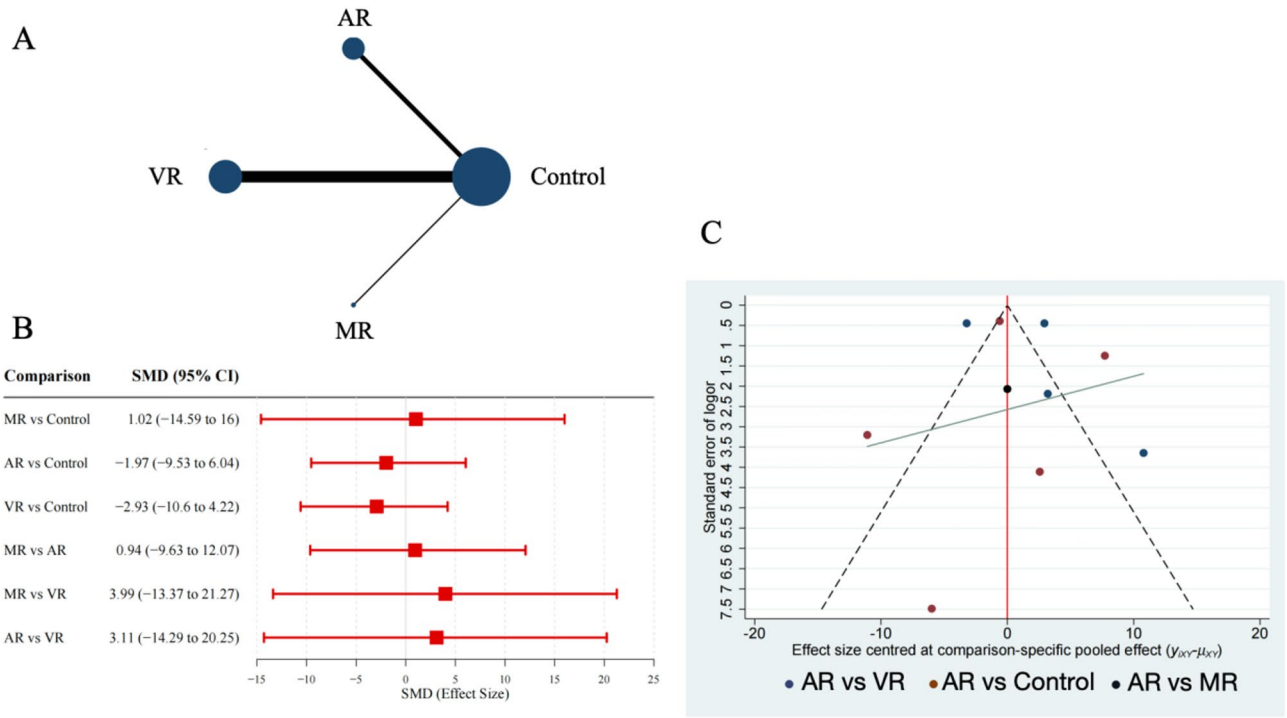 A
AR
VR
Control
MR
B
Comparison SMD (95% CI)
MR vs Control 1.02 (−14.59 to 16)
AR vs Control −1.97 (−9.53 to 6.04)
VR vs Control −2.93 (−10.6 to 4.22)
MR vs AR 0.94 (−9.63 to 12.07)
MR vs VR 3.99 (−13.37 to 21.27)
AR vs VR 3.11 (−14.29 to 20.25)
−15 −10 −5 0 5 10 15 20 25
SMD (Effect Size)
C
Standard error of logor
0
.5
1
1.5
2
2.5
3
3.5
4
4.5
5
5.5
6
6.5
7
7.5
-20 -10 0 10 20
Effect size centred at comparison-specific pooled effect (yiXY-μXY)
AR vs VR AR vs Control AR vs MR